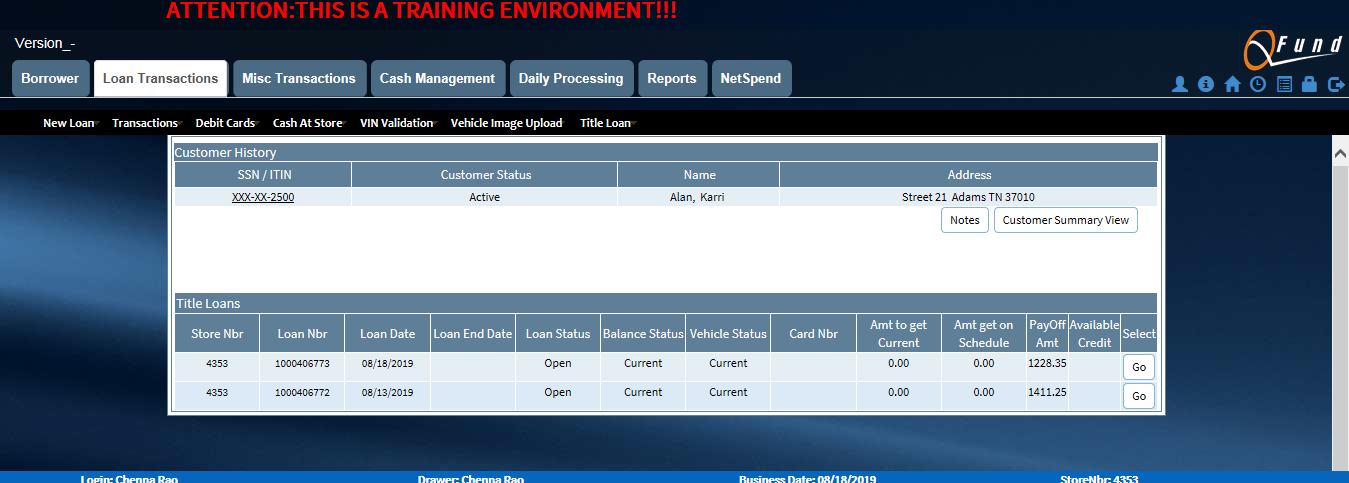 ATTENTION:THIS IS A TRAINING ENVIRONMENT!!!
Version_-
QFund
Borrower Loan Transactions Misc Transactions Cash Management Daily Processing Reports NetSpend
New Loan Transactions Debit Cards Cash At Store VIN Validation Vehicle Image Upload Title Loan
Customer History
SSN / ITIN Customer Status Name Address
XXX-XX-2500 Active Alan, Karri Street 21 Adams TN 37010
Notes Customer Summary View
Title Loans
Store Nbr Loan Nbr Loan Date Loan End Date Loan Status Balance Status Vehicle Status Card Nbr Amt to get Current Amt get on Schedule PayOff Amt Available Credit Select
4353 1000406773 08/18/2019 Open Current Current 0.00 0.00 1228.35 Go
4353 1000406772 08/13/2019 Open Current Current 0.00 0.00 1411.25 Go
Login: Chenna Rao Drawer: Chenna Rao Business Date: 08/18/2019 StoreNbr: 4353